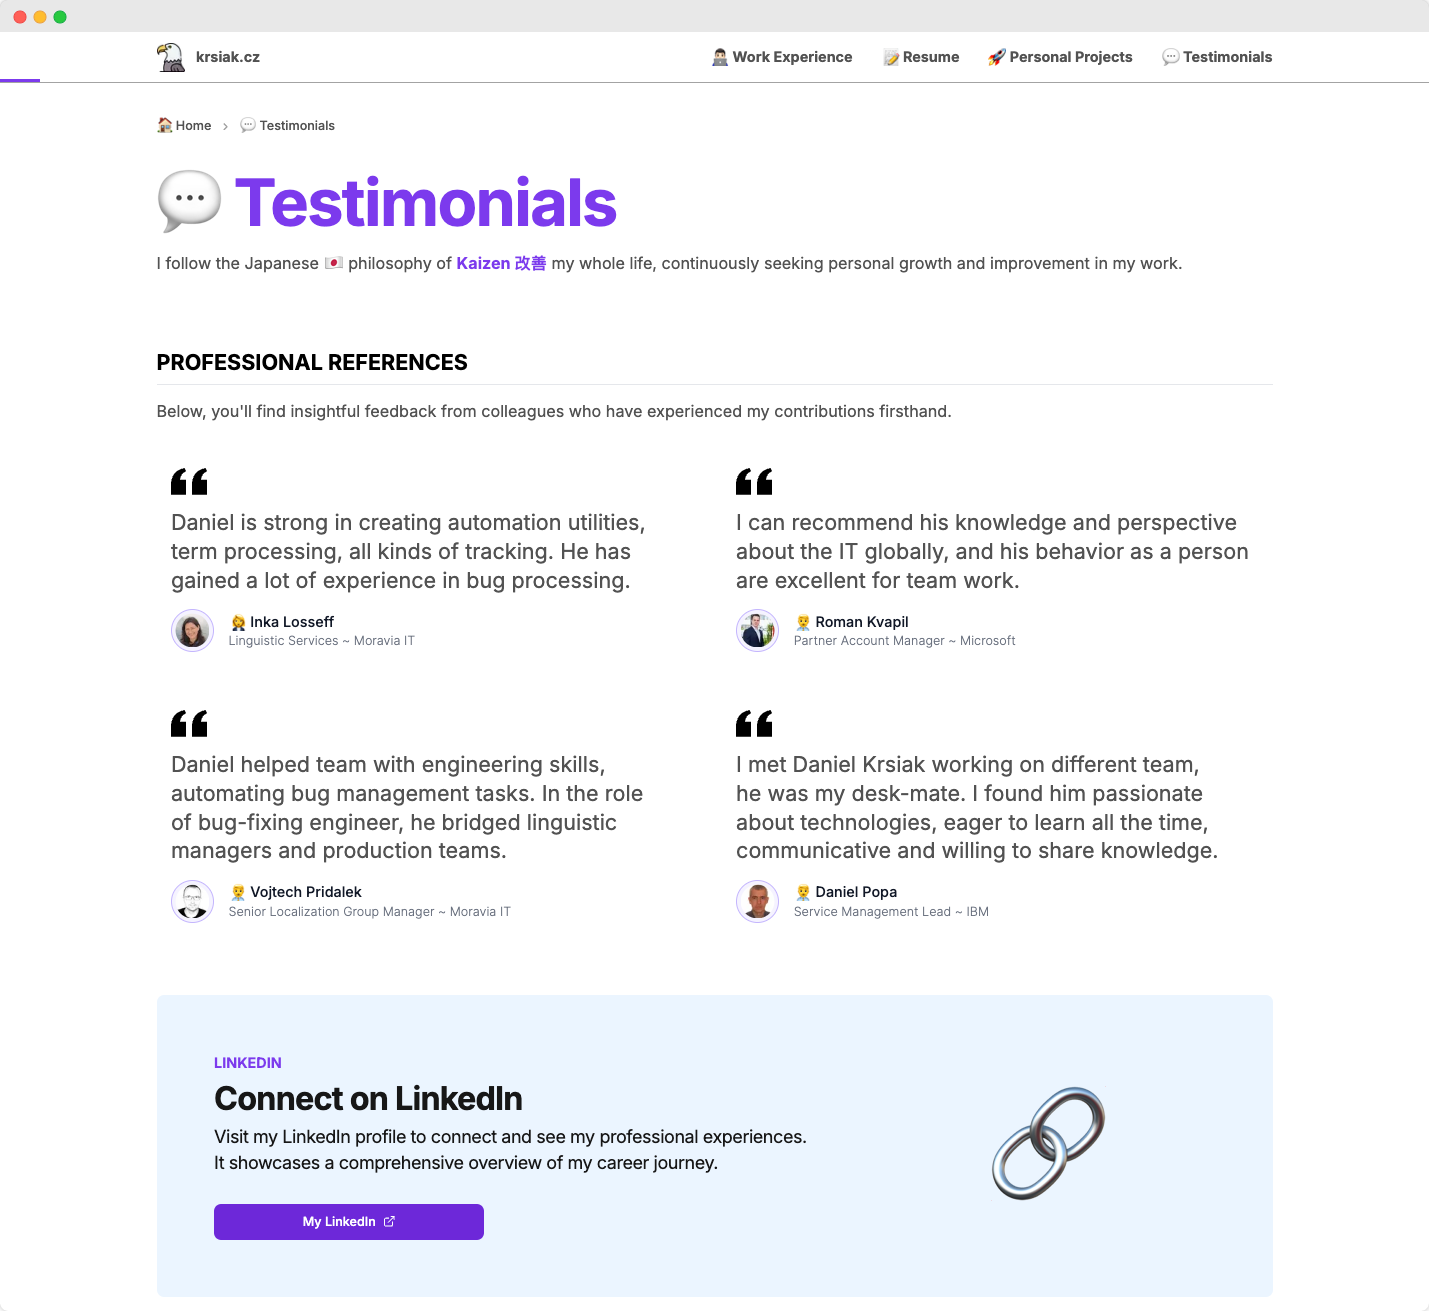 krsiak.cz
Work Experience
Resume
Personal Projects
Testimonials
Home
Testimonials
Testimonials
I follow the Japanese 🇯🇵 philosophy of Kaizen 改善 my whole life, continuously seeking personal growth and improvement in my work.
PROFESSIONAL REFERENCES
Below, you'll find insightful feedback from colleagues who have experienced my contributions firsthand.
Daniel is strong in creating automation utilities,
term processing, all kinds of tracking. He has
gained a lot of experience in bug processing.
Inka Losseff
Linguistic Services ~ Moravia IT
I can recommend his knowledge and perspective
about the IT globally, and his behavior as a person
are excellent for team work.
Roman Kvapil
Partner Account Manager ~ Microsoft
Daniel helped team with engineering skills,
automating bug management tasks. In the role
of bug-fixing engineer, he bridged linguistic
managers and production teams.
Vojtech Pridalek
Senior Localization Group Manager ~ Moravia IT
I met Daniel Krsiak working on different team,
he was my desk-mate. I found him passionate
about technologies, eager to learn all the time,
communicative and willing to share knowledge.
Daniel Popa
Service Management Lead ~ IBM
LINKEDIN
Connect on LinkedIn
Visit my LinkedIn profile to connect and see my professional experiences.
It showcases a comprehensive overview of my career journey.
My LinkedIn